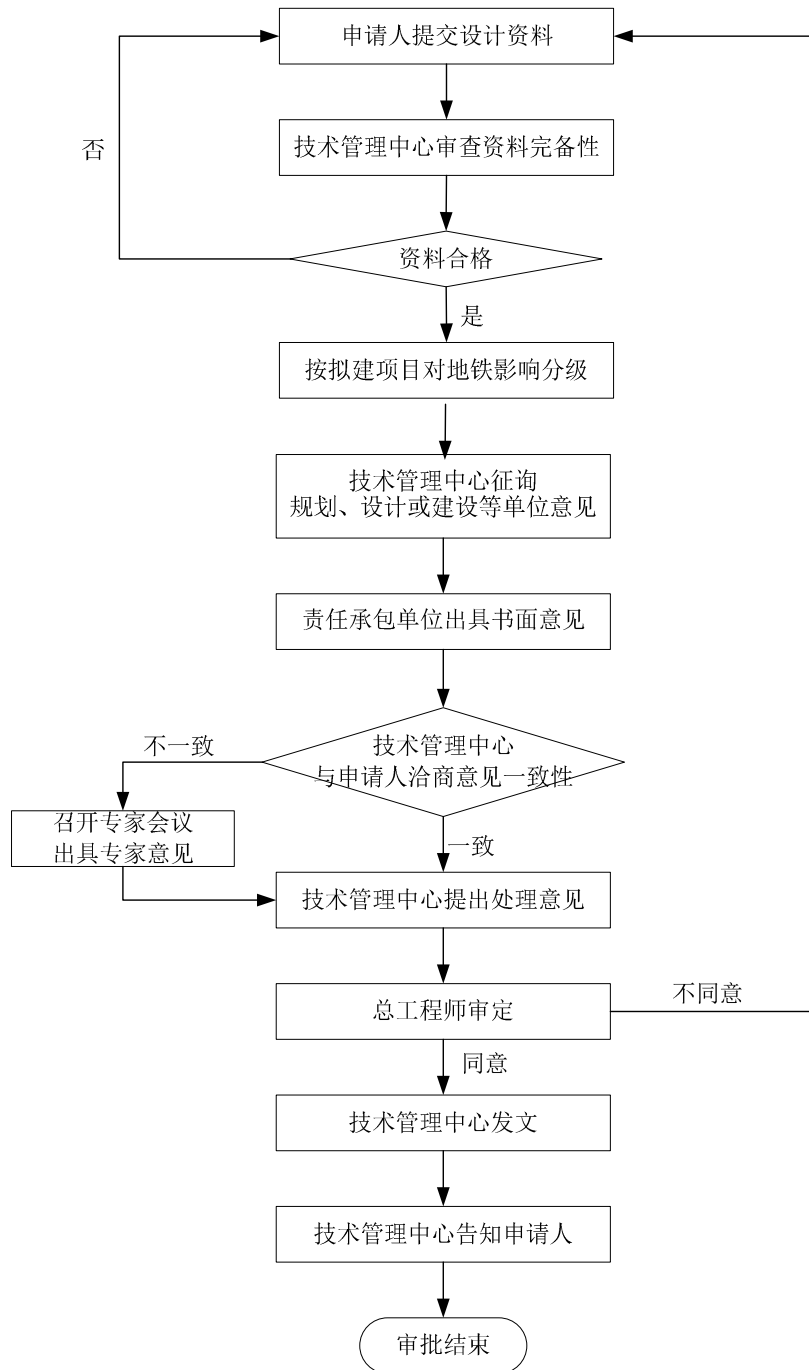 申请人提交设计资料
否
技术管理中心审查资料完备性
资料合格
是
按拟建项目对地铁影响分级
技术管理中心征询
规划、设计或建设等单位意见
责任承包单位出具书面意见
不一致
技术管理中心
与申请人洽商意见一致性
召开专家会议
出具专家意见
一致
技术管理中心提出处理意见
总工程师审定
不同意
同意
技术管理中心发文
技术管理中心告知申请人
审批结束